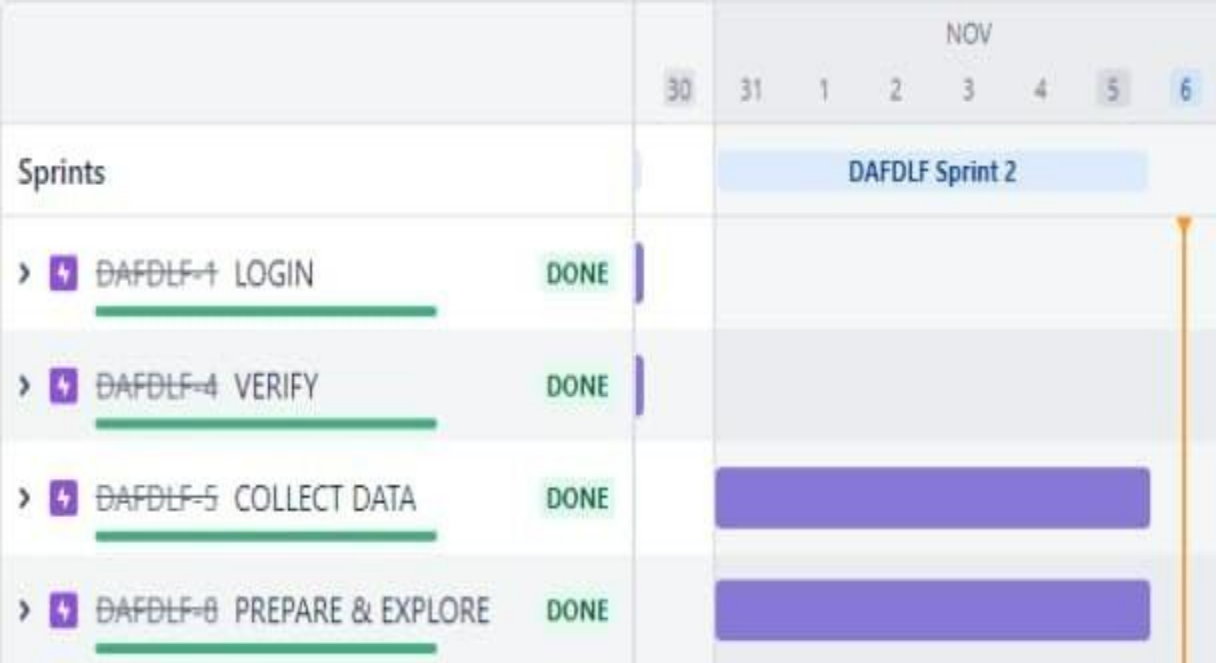 NOV
30 31 1 2 3 4 5 6
Sprints DAFDLF Sprint 2
DAFDLF-1 LOGIN DONE
DAFDLF-4 VERIFY DONE
DAFDLF-5 COLLECT DATA DONE
DAFDLF-8 PREPARE & EXPLORE DONE